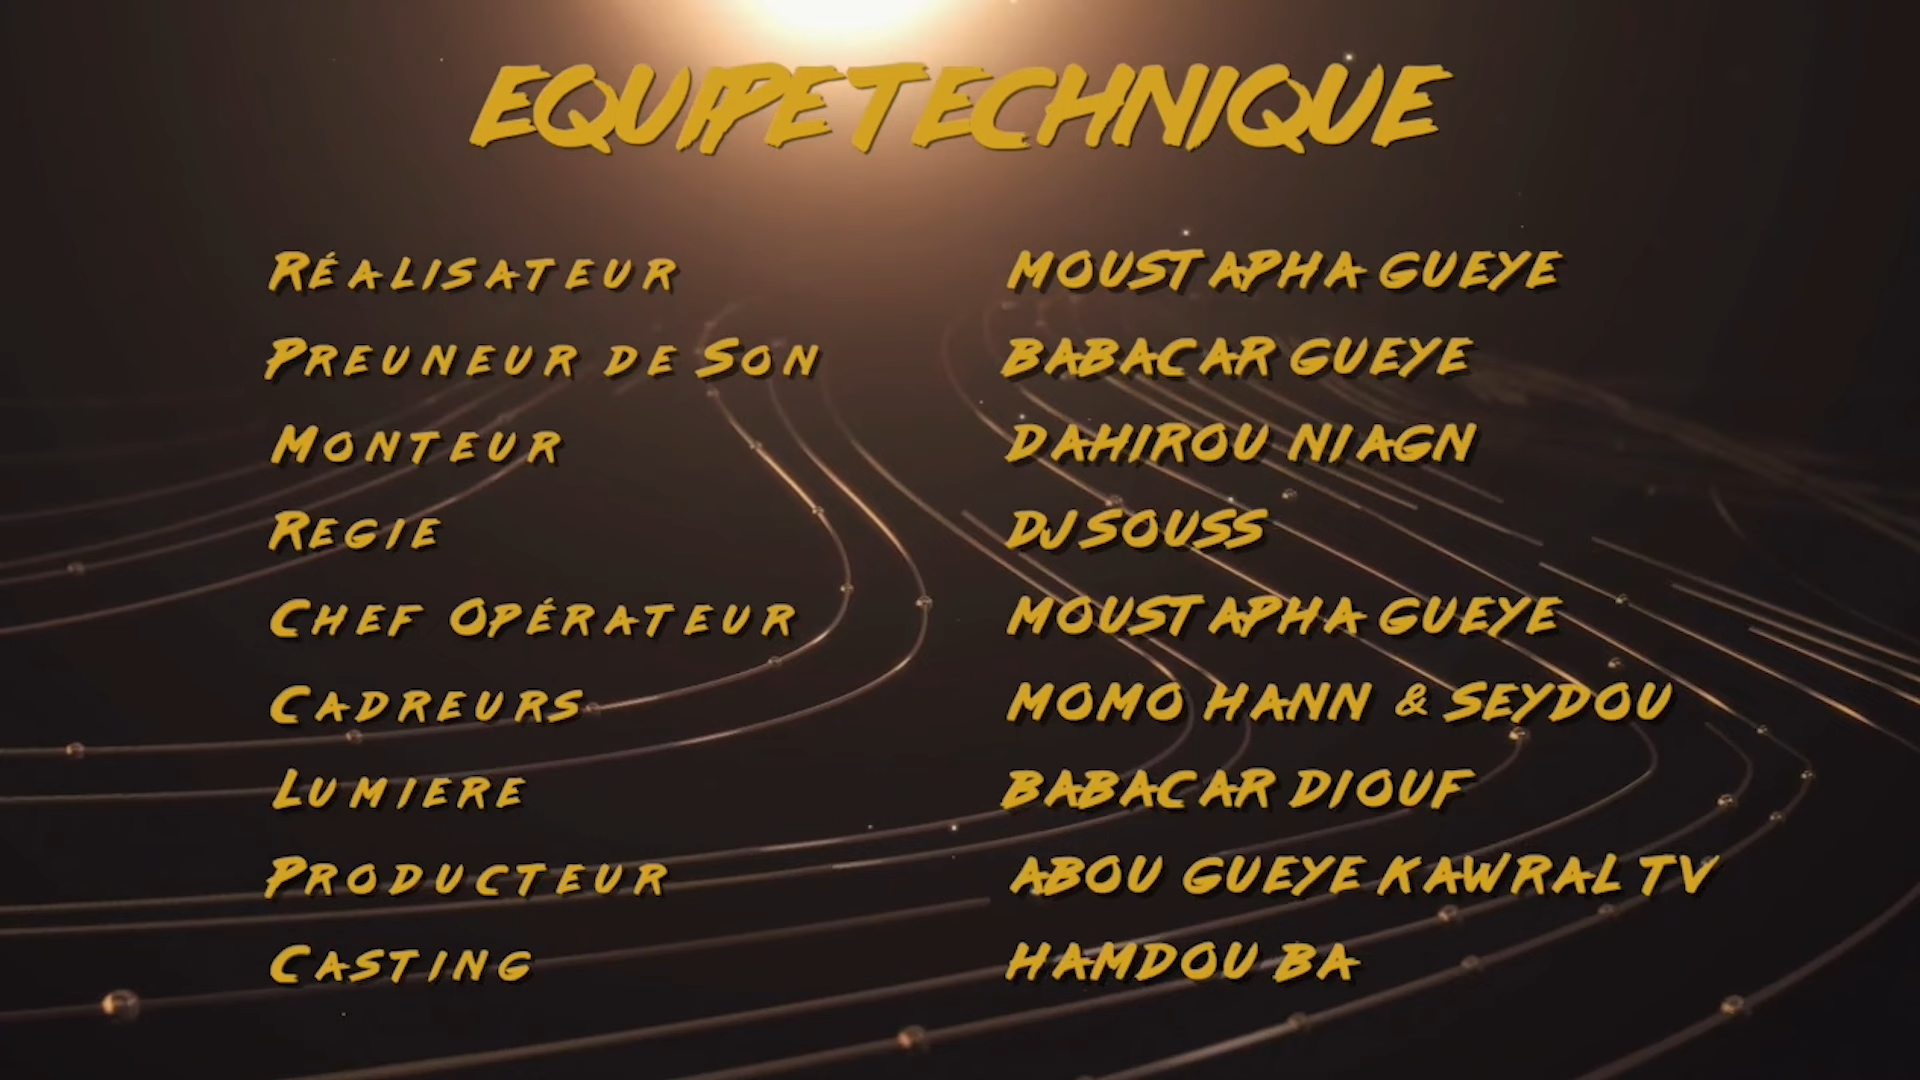 EQUIPE TECHNIQUE
RÉALISATEUR MOUSTAPHA GUEYE
PREUNEUR DE SON BABACAR GUEYE
MONTEUR DAHIROU NIAGN
REGIE DJ SOUSS
CHEF OPÉRATEUR MOUSTAPHA GUEYE
CADREURS MOMO HANN & SEYDOU
LUMIERE BABACAR DIOUF
PRODUCTEUR ABOU GUEYE KAWRAL TV
CASTING HAMDOU BA